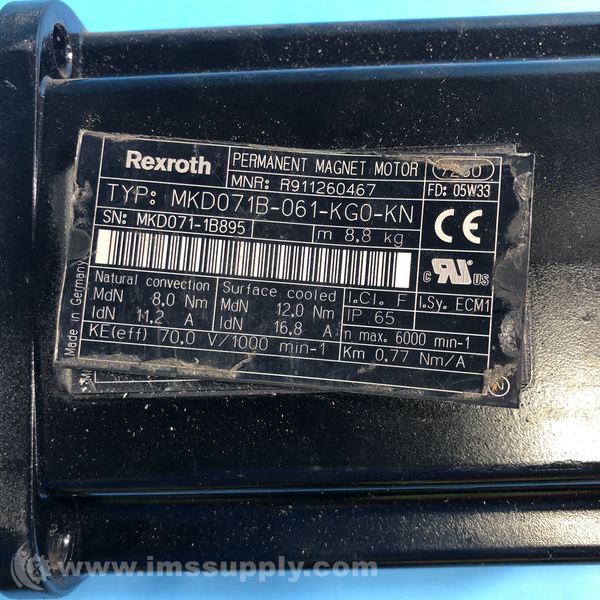 Rexroth
PERMANENT MAGNET MOTOR
7260
MNR: R911260467
FD: 05W33
TYP: MKD071B-061-KG0-KN
SN: MKD071-1B895
m 8,8 kg
CE
c RU US
Natural convection
MdN 8,0 Nm
IdN 11,2 A
Surface cooled
MdN 12,0 Nm
IdN 16,8 A
I.Cl. F
I.Sy. ECM1
IP 65
n max. 6000 min-1
KE(eff) 70,0 V/1000 min-1
Km 0,77 Nm/A
Made in Germany
© www.imssupply.com/